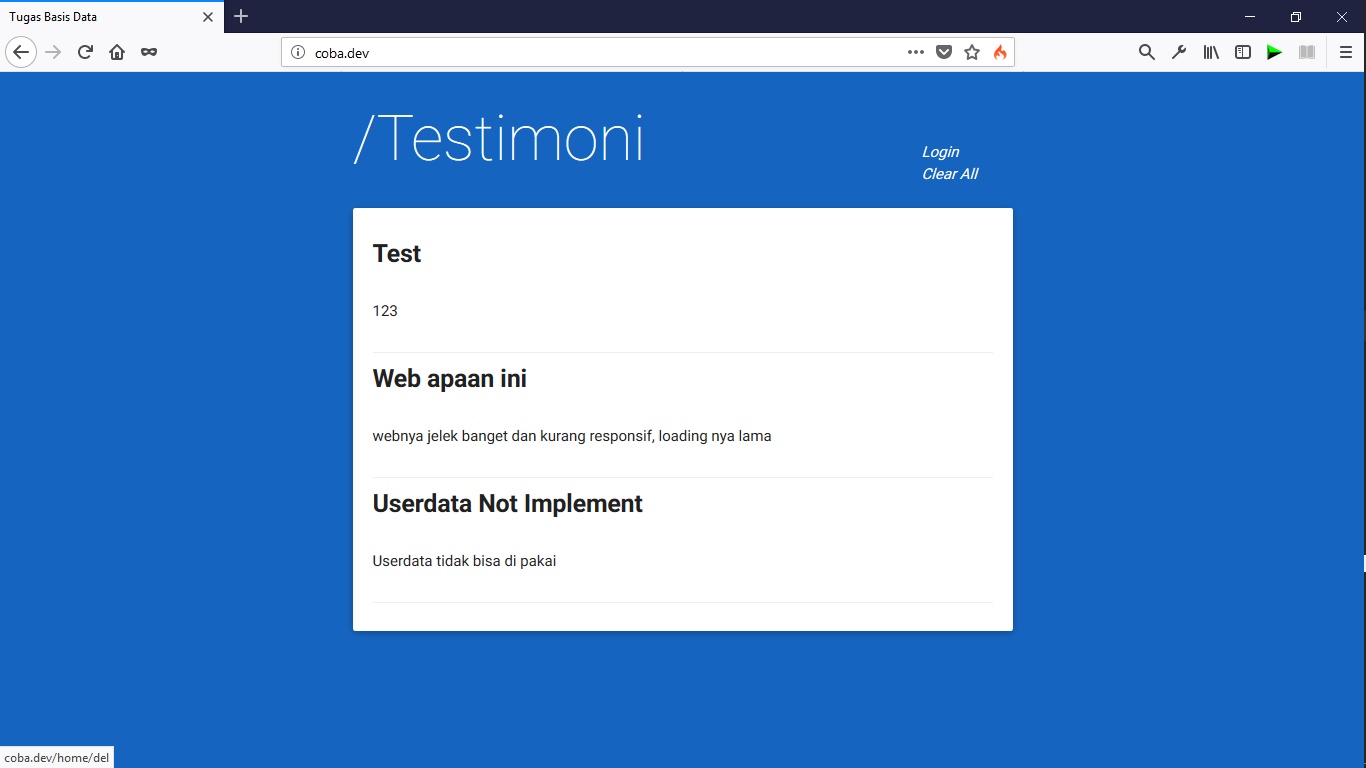 Tugas Basis Data
coba.dev
/Testimoni
Login
Clear All
Test
123
Web apaan ini
webnya jelek banget dan kurang responsif, loading nya lama
Userdata Not Implement
Userdata tidak bisa di pakai
coba.dev/home/del